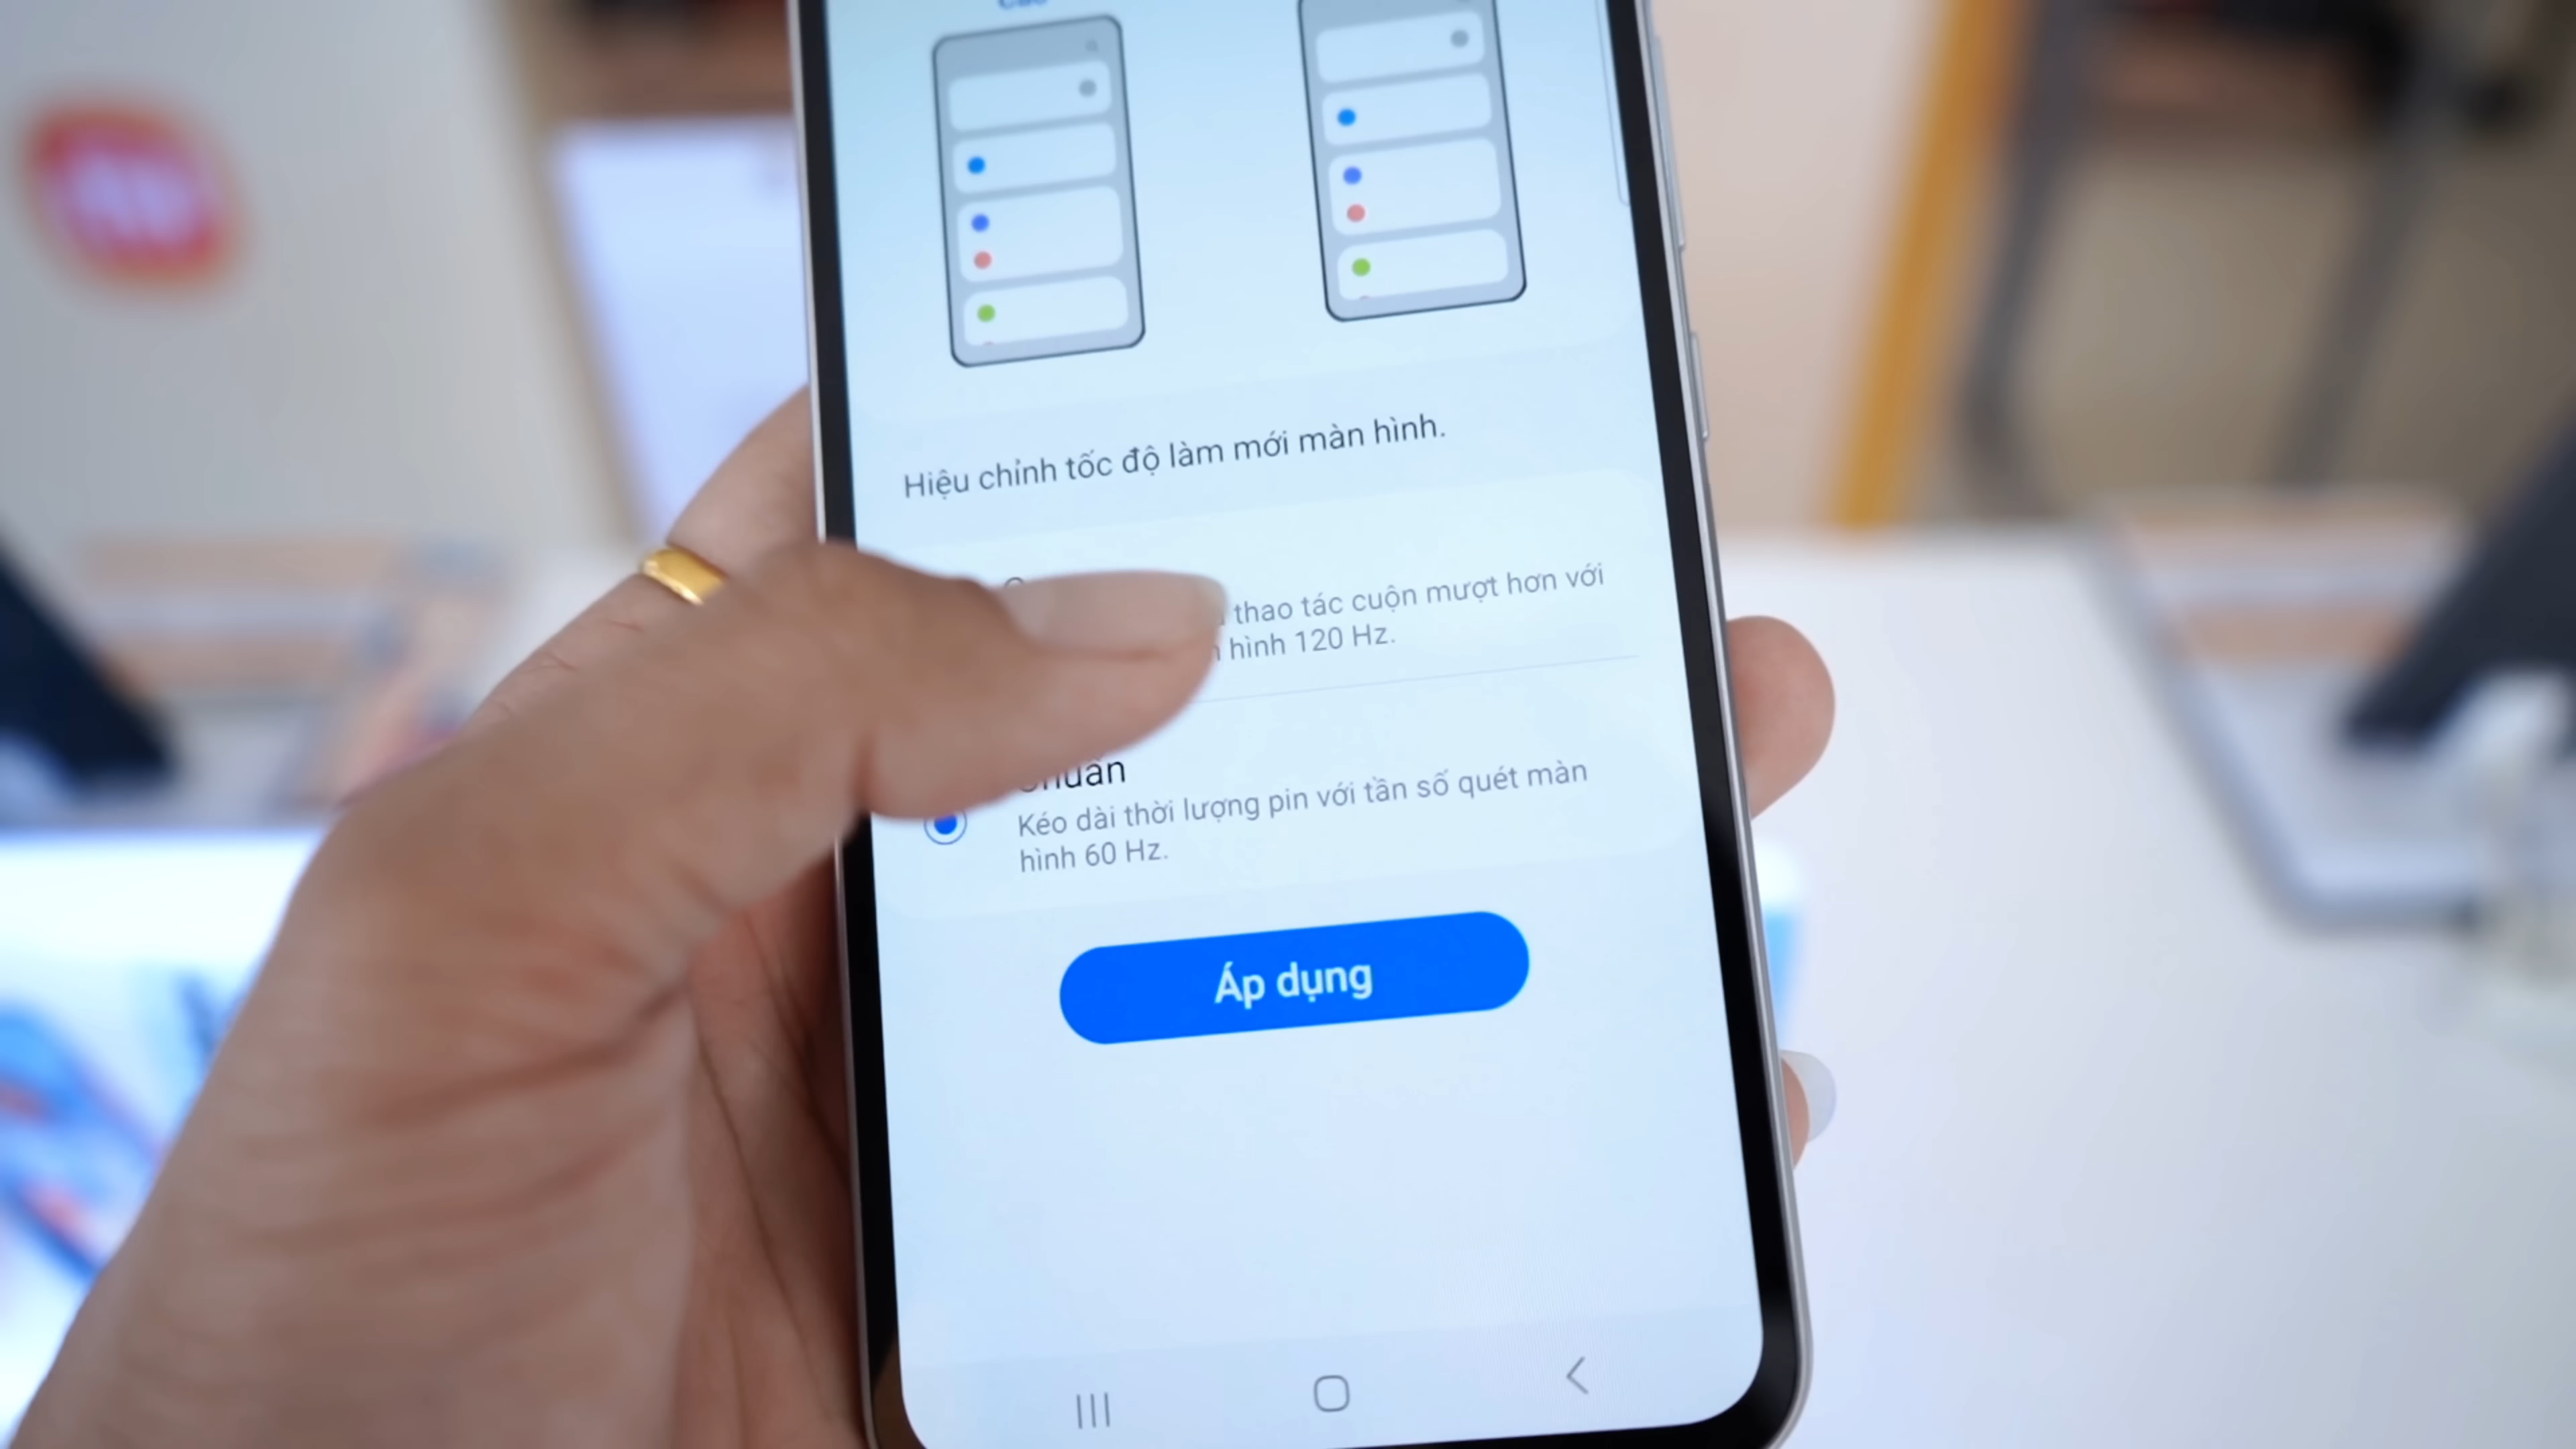 Hiệu chỉnh tốc độ làm mới màn hình.
thao tác cuộn mượt hơn với
hình 120 Hz.
Chuẩn
Kéo dài thời lượng pin với tần số quét màn
hình 60 Hz.
Áp dụng